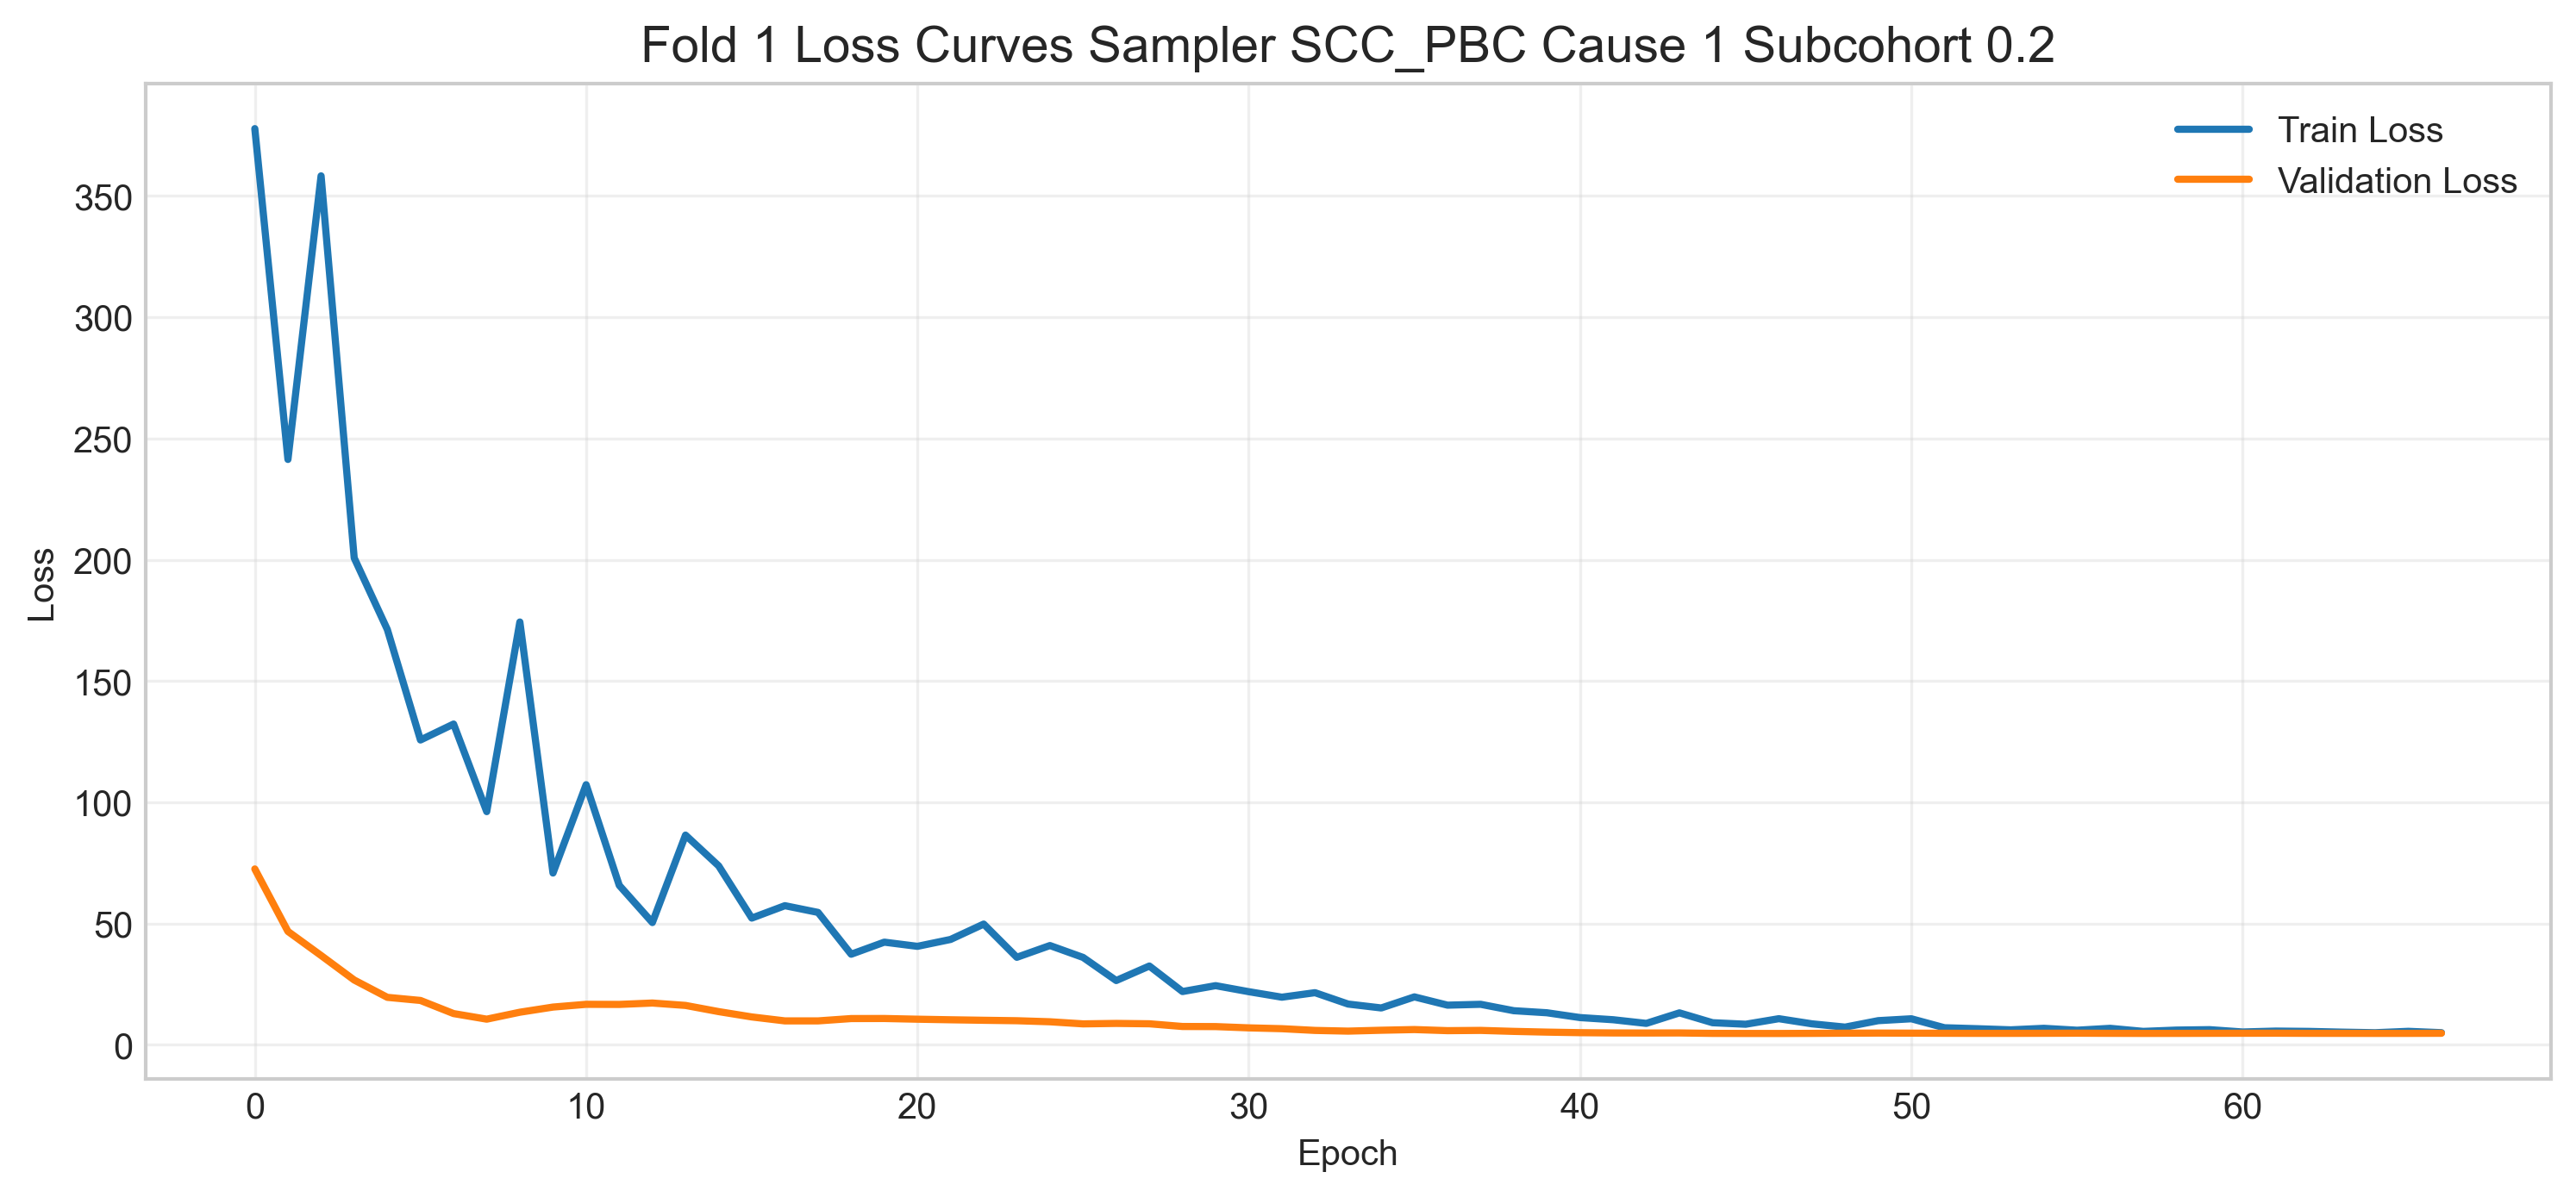 Fold 1 Loss Curves Sampler SCC_PBC Cause 1 Subcohort 0.2
Train Loss
Validation Loss
350
300
250
200
150
100
50
0
Loss
0 10 20 30 40 50 60
Epoch